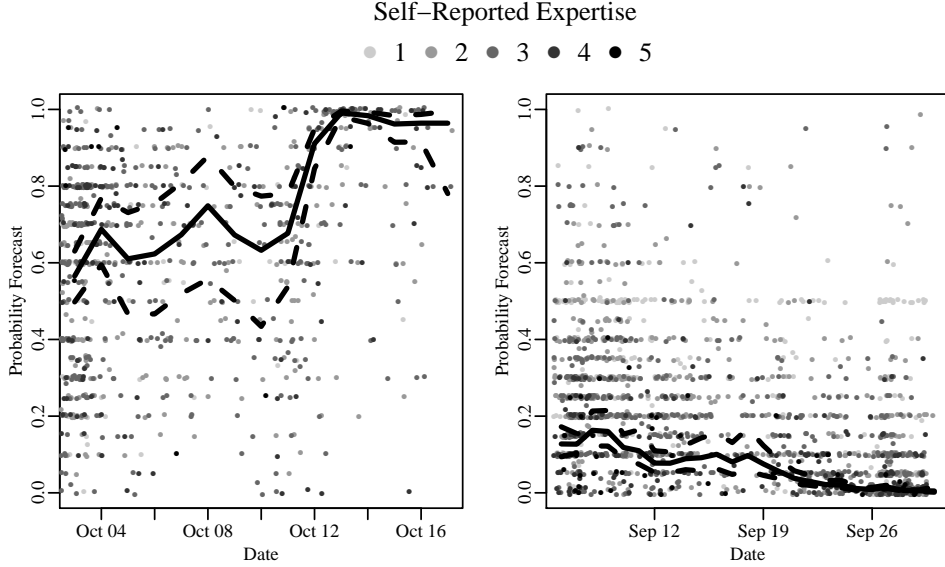 Self−Reported Expertise
1 2 3 4 5
Probability Forecast
1.0
0.8
0.6
0.4
0.2
0.0
Oct 04 Oct 08 Oct 12 Oct 16
Date
Probability Forecast
1.0
0.8
0.6
0.4
0.2
0.0
Sep 12 Sep 19 Sep 26
Date